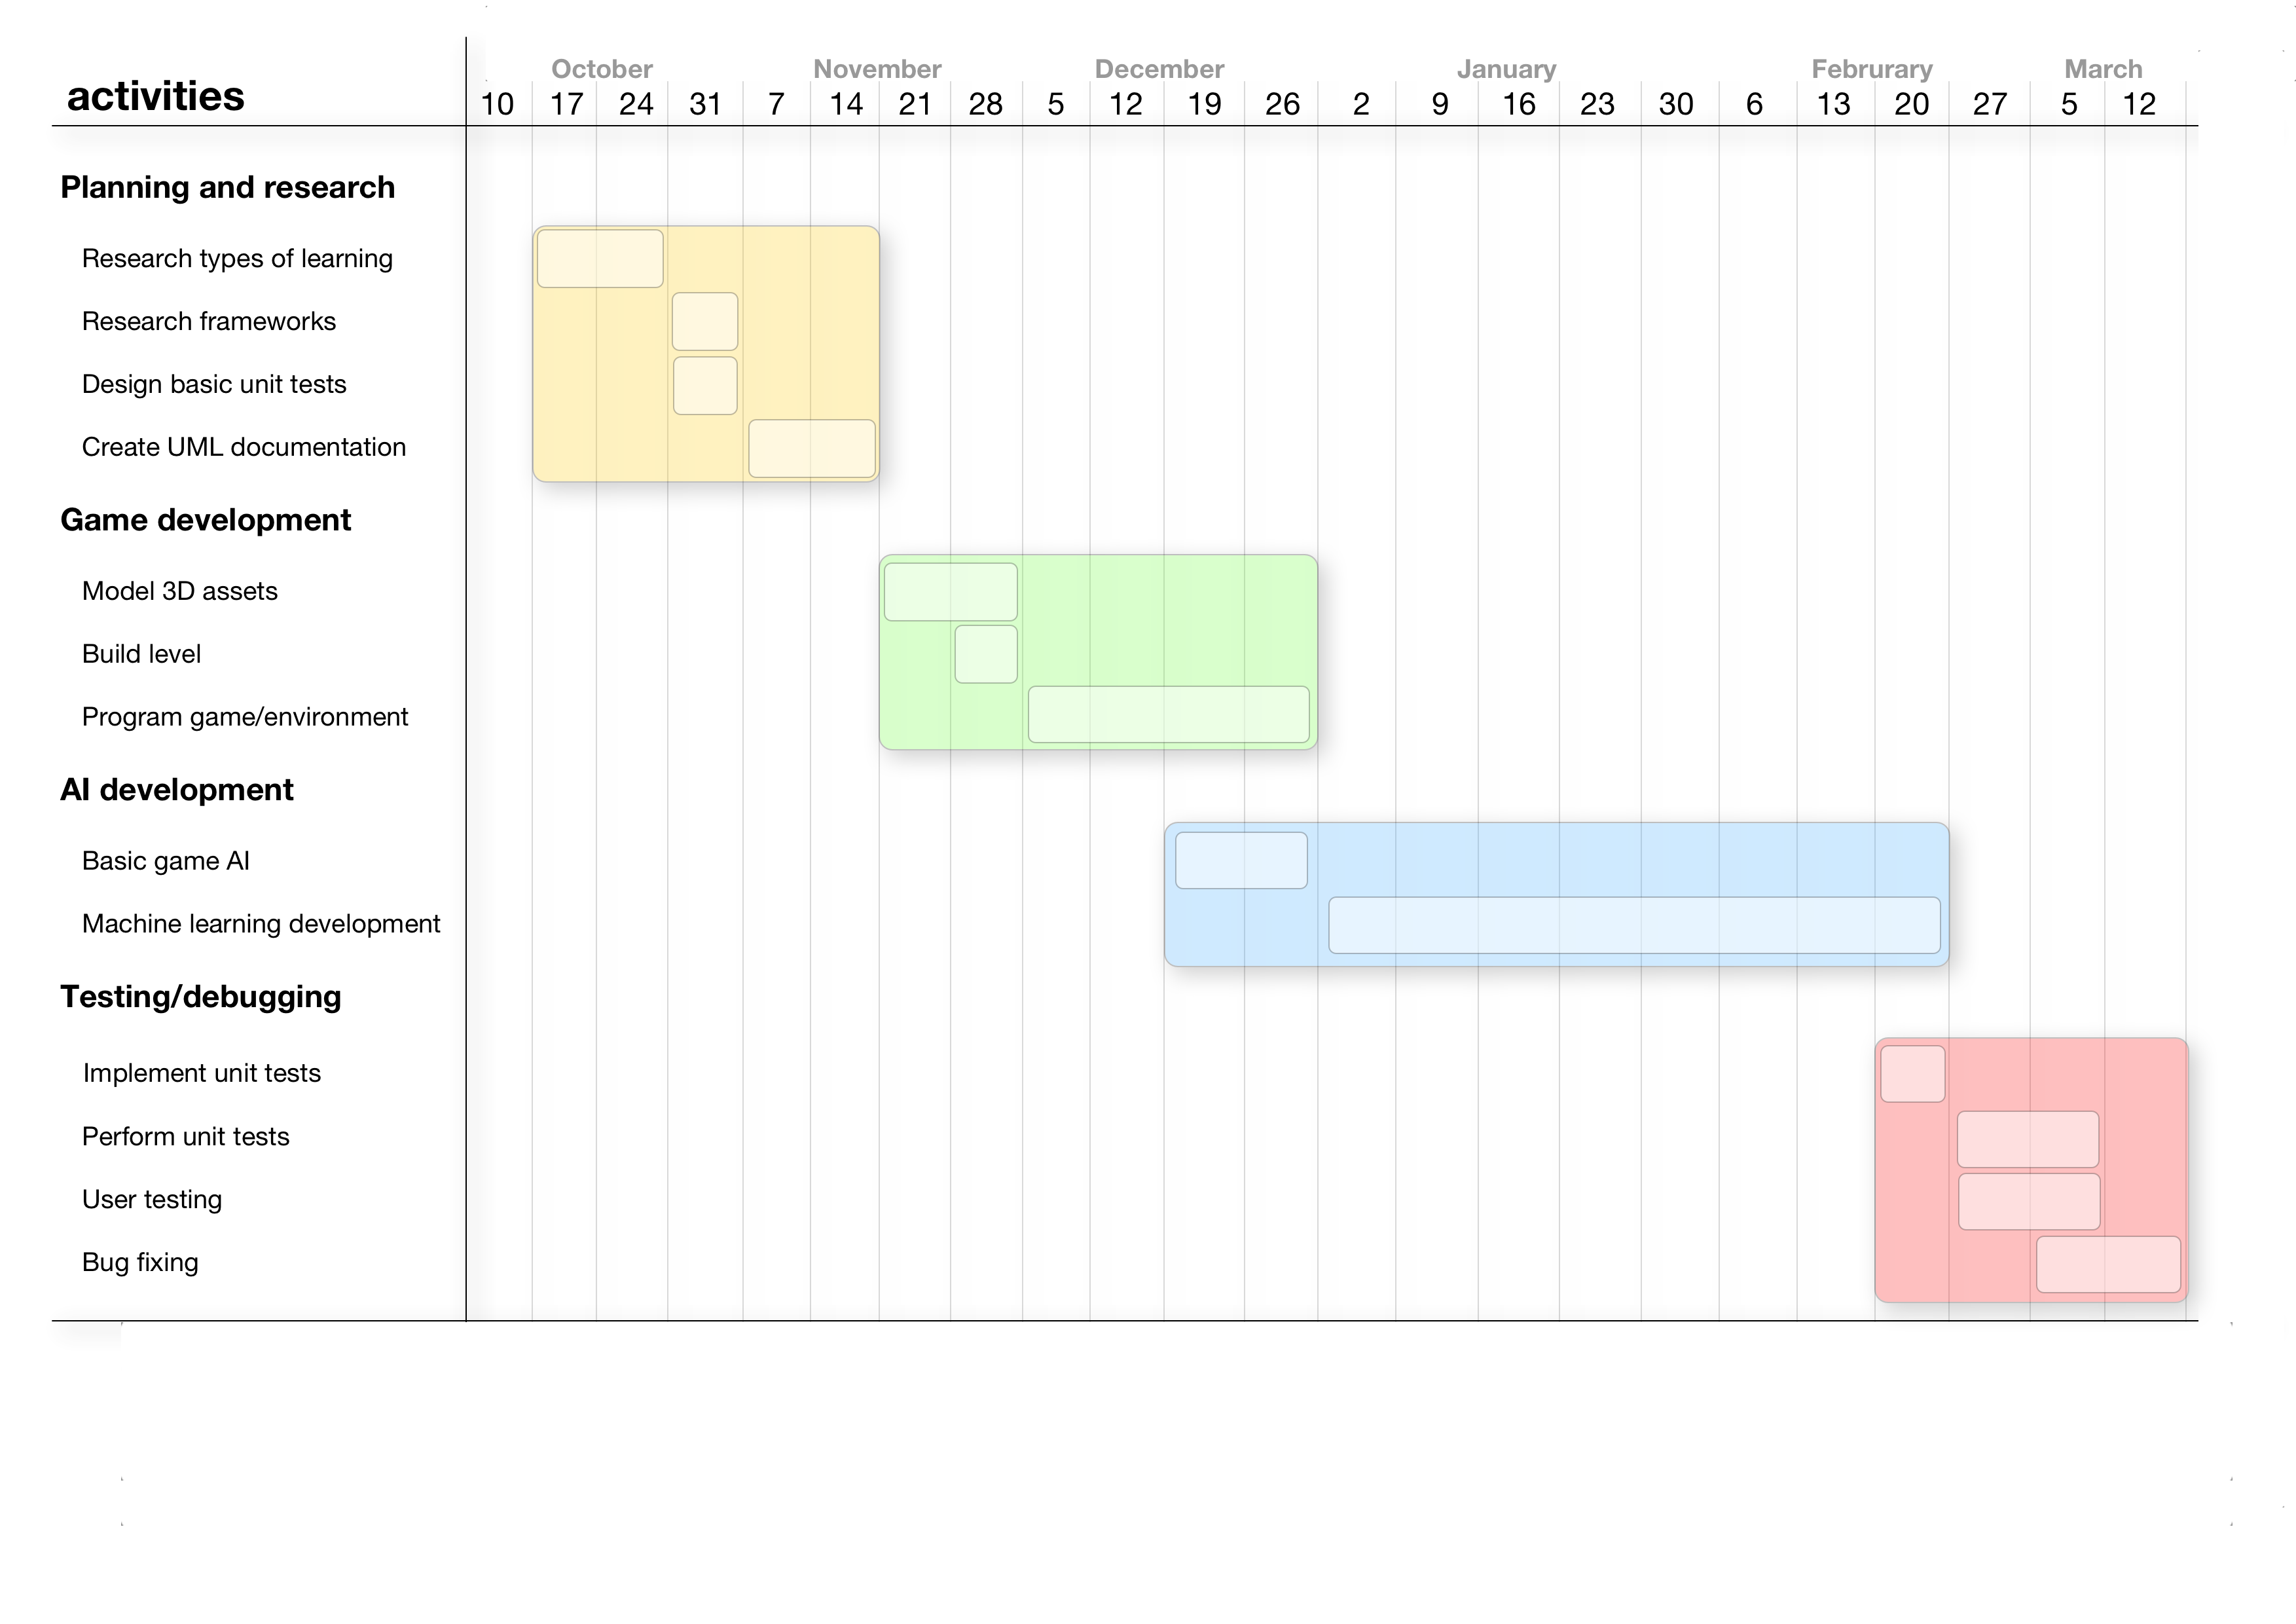 October November December January Februrary March
activities
10 17 24 31 7 14 21 28 5 12 19 26 2 9 16 23 30 6 13 20 27 5 12
Planning and research
Research types of learning
Research frameworks
Design basic unit tests
Create UML documentation
Game development
Model 3D assets
Build level
Program game/environment
AI development
Basic game AI
Machine learning development
Testing/debugging
Implement unit tests
Perform unit tests
User testing
Bug fixing